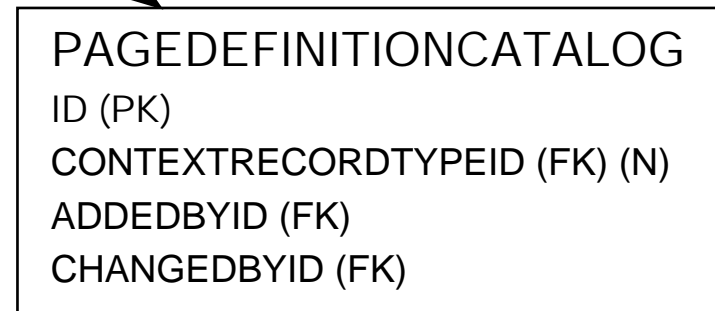 PAGEDEFINITIONCATALOG
ID (PK)
CONTEXTRECORDTYPEID (FK) (N)
ADDEDBYID (FK)
CHANGEDBYID (FK)